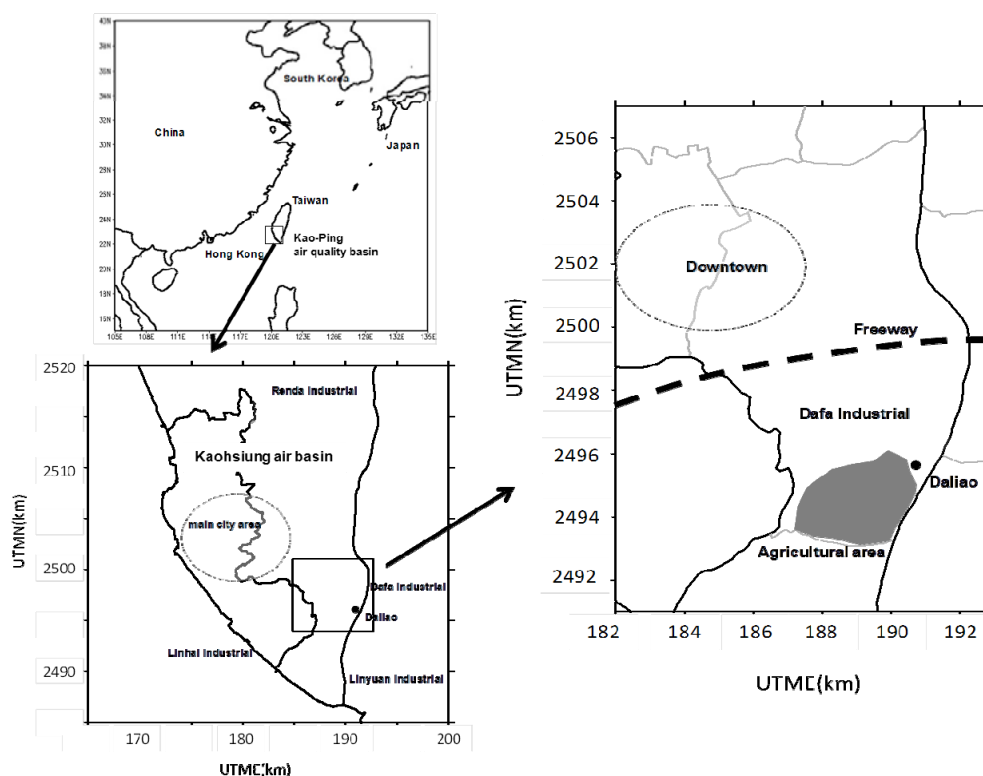 40N
38N
36N
34N
32N
30N
28N
26N
24N
22N
20N
18N
16N
South Korea
China
Japan
Taiwan
Kao-Ping
air quality basin
Hong Kong
105E 108E 111E 114E 117E 120E 123E 126E 129E 132E 135E
2520
2510
2500
2490
UTMN(km)
Renda Industrial
Kaohsiung air basin
main city area
Dafa Industrial
Daliao
Linhai Industrial
Linyuan Industrial
170 180 190 200
UTME(km)
2506
2504
2502
2500
2498
2496
2494
2492
UTMN(km)
Downtown
Freeway
Dafa Industrial
Daliao
Agricultural area
182 184 186 188 190 192
UTME(km)